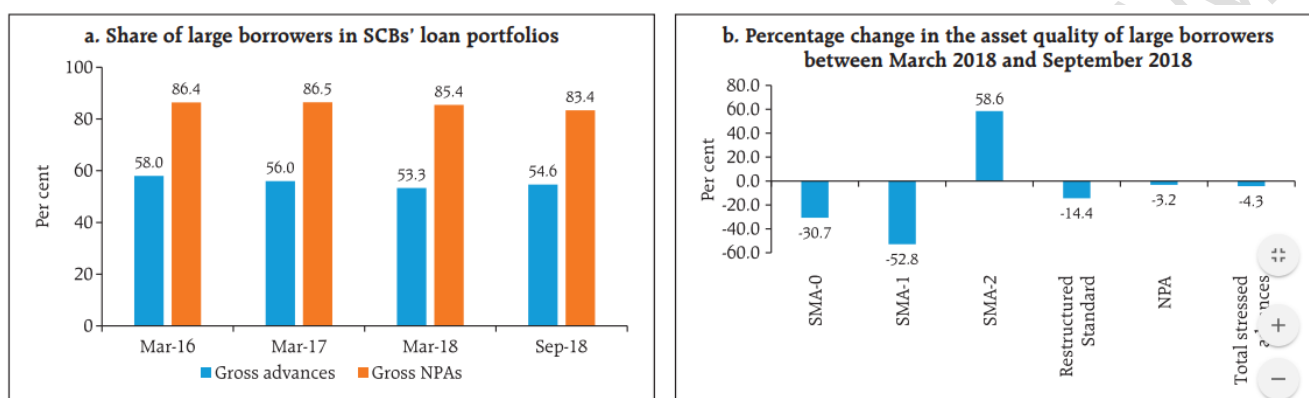 a. Share of large borrowers in SCBs' loan portfolios
Per cent
100
80
60
40
20
0
86.4
86.5
85.4
83.4
58.0
56.0
53.3
54.6
Mar-16
Mar-17
Mar-18
Sep-18
Gross advances
Gross NPAs
b. Percentage change in the asset quality of large borrowers
between March 2018 and September 2018
Per cent
80.0
60.0
40.0
20.0
0.0
-20.0
-40.0
-60.0
-30.7
-52.8
58.6
-14.4
-3.2
-4.3
SMA-0
SMA-1
SMA-2
Restructured
Standard
NPA
Total stressed